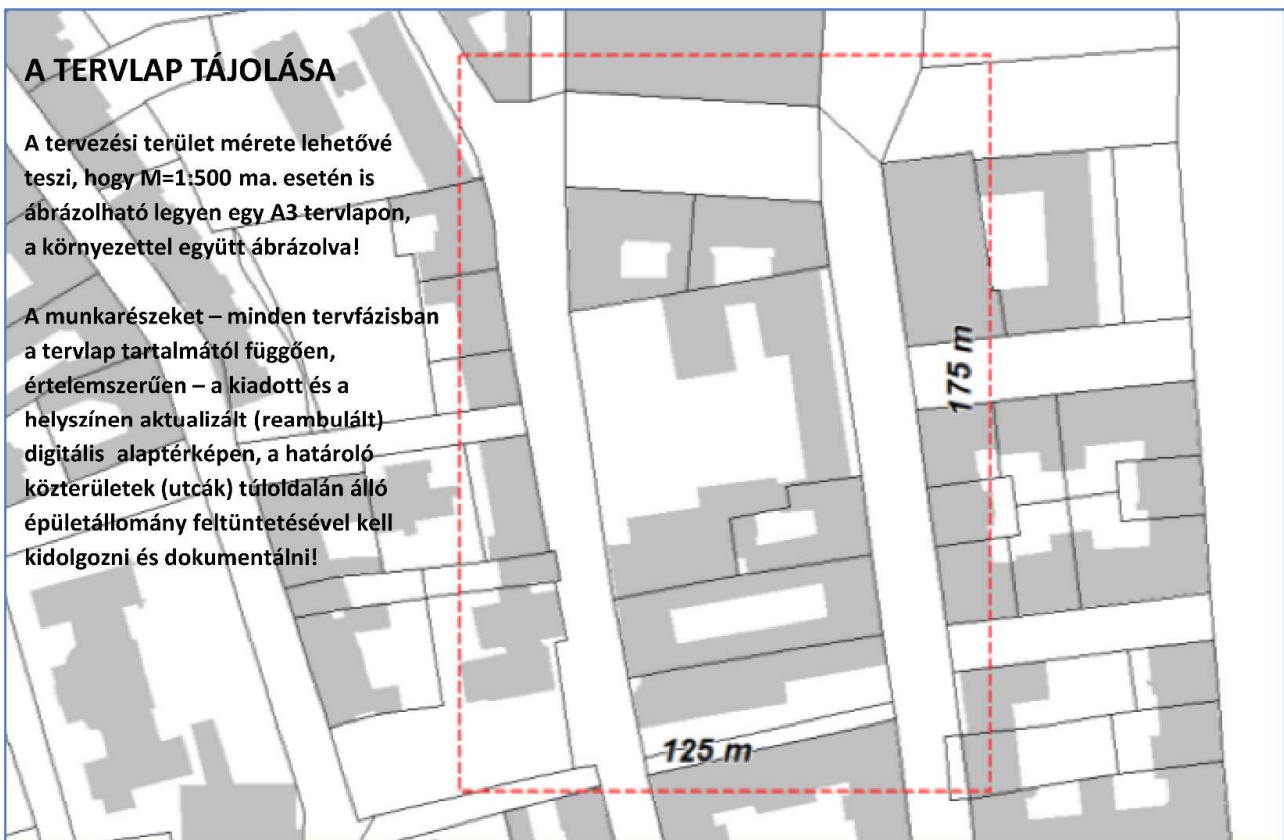 A TERVLAP TÁJOLÁSA
A tervezési terület mérete lehetővé
teszi, hogy M=1:500 ma. esetén is
ábrázolható legyen egy A3 tervlapon,
a környezettel együtt ábrázolva!
A munkarészeket – minden tervfázisban
a tervlap tartalmától függően,
értelemszerűen – a kiadott és a
helyszínen aktualizált (reambulált)
digitális alaptérképen, a határoló
közterületek (utcák) túloldalán álló
épületállomány feltüntetésével kell
kidolgozni és dokumentálni!
175 m
125 m